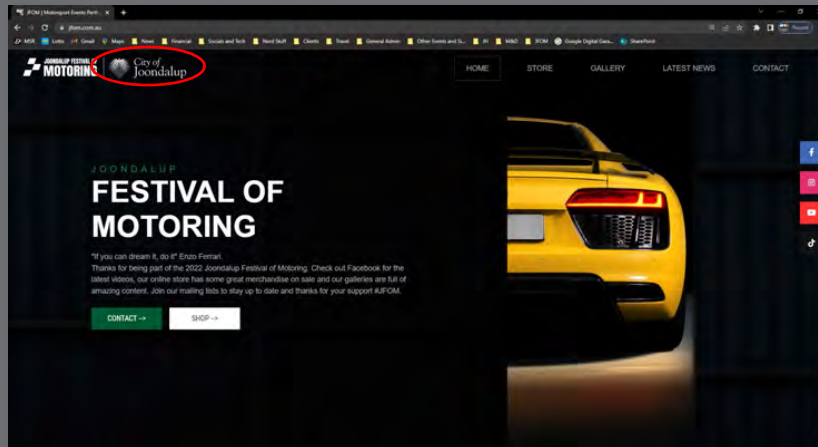 JFOM | Motorsport Events Perth
jfom.com.au
MSR Lotto Gmail Maps News Financial Socials and Tech Nerd Stuff Clients Travel General Admin Other Events and S... JFOM Google Digital Gara... SharePoint
JOONDALUP FESTIVAL OF
MOTORING
City of
Joondalup
HOME STORE GALLERY LATEST NEWS CONTACT
JOONDALUP
FESTIVAL OF
MOTORING
"If you can dream it, do it" Enzo Ferrari.
Thanks for being part of the 2022 Joondalup Festival of Motoring. Check out Facebook for the
latest videos, our online store has some great merchandise on sale and our galleries are full of
amazing content. Join our mailing lists to stay up to date and thanks for your support #JFOM.
CONTACT -> SHOP ->